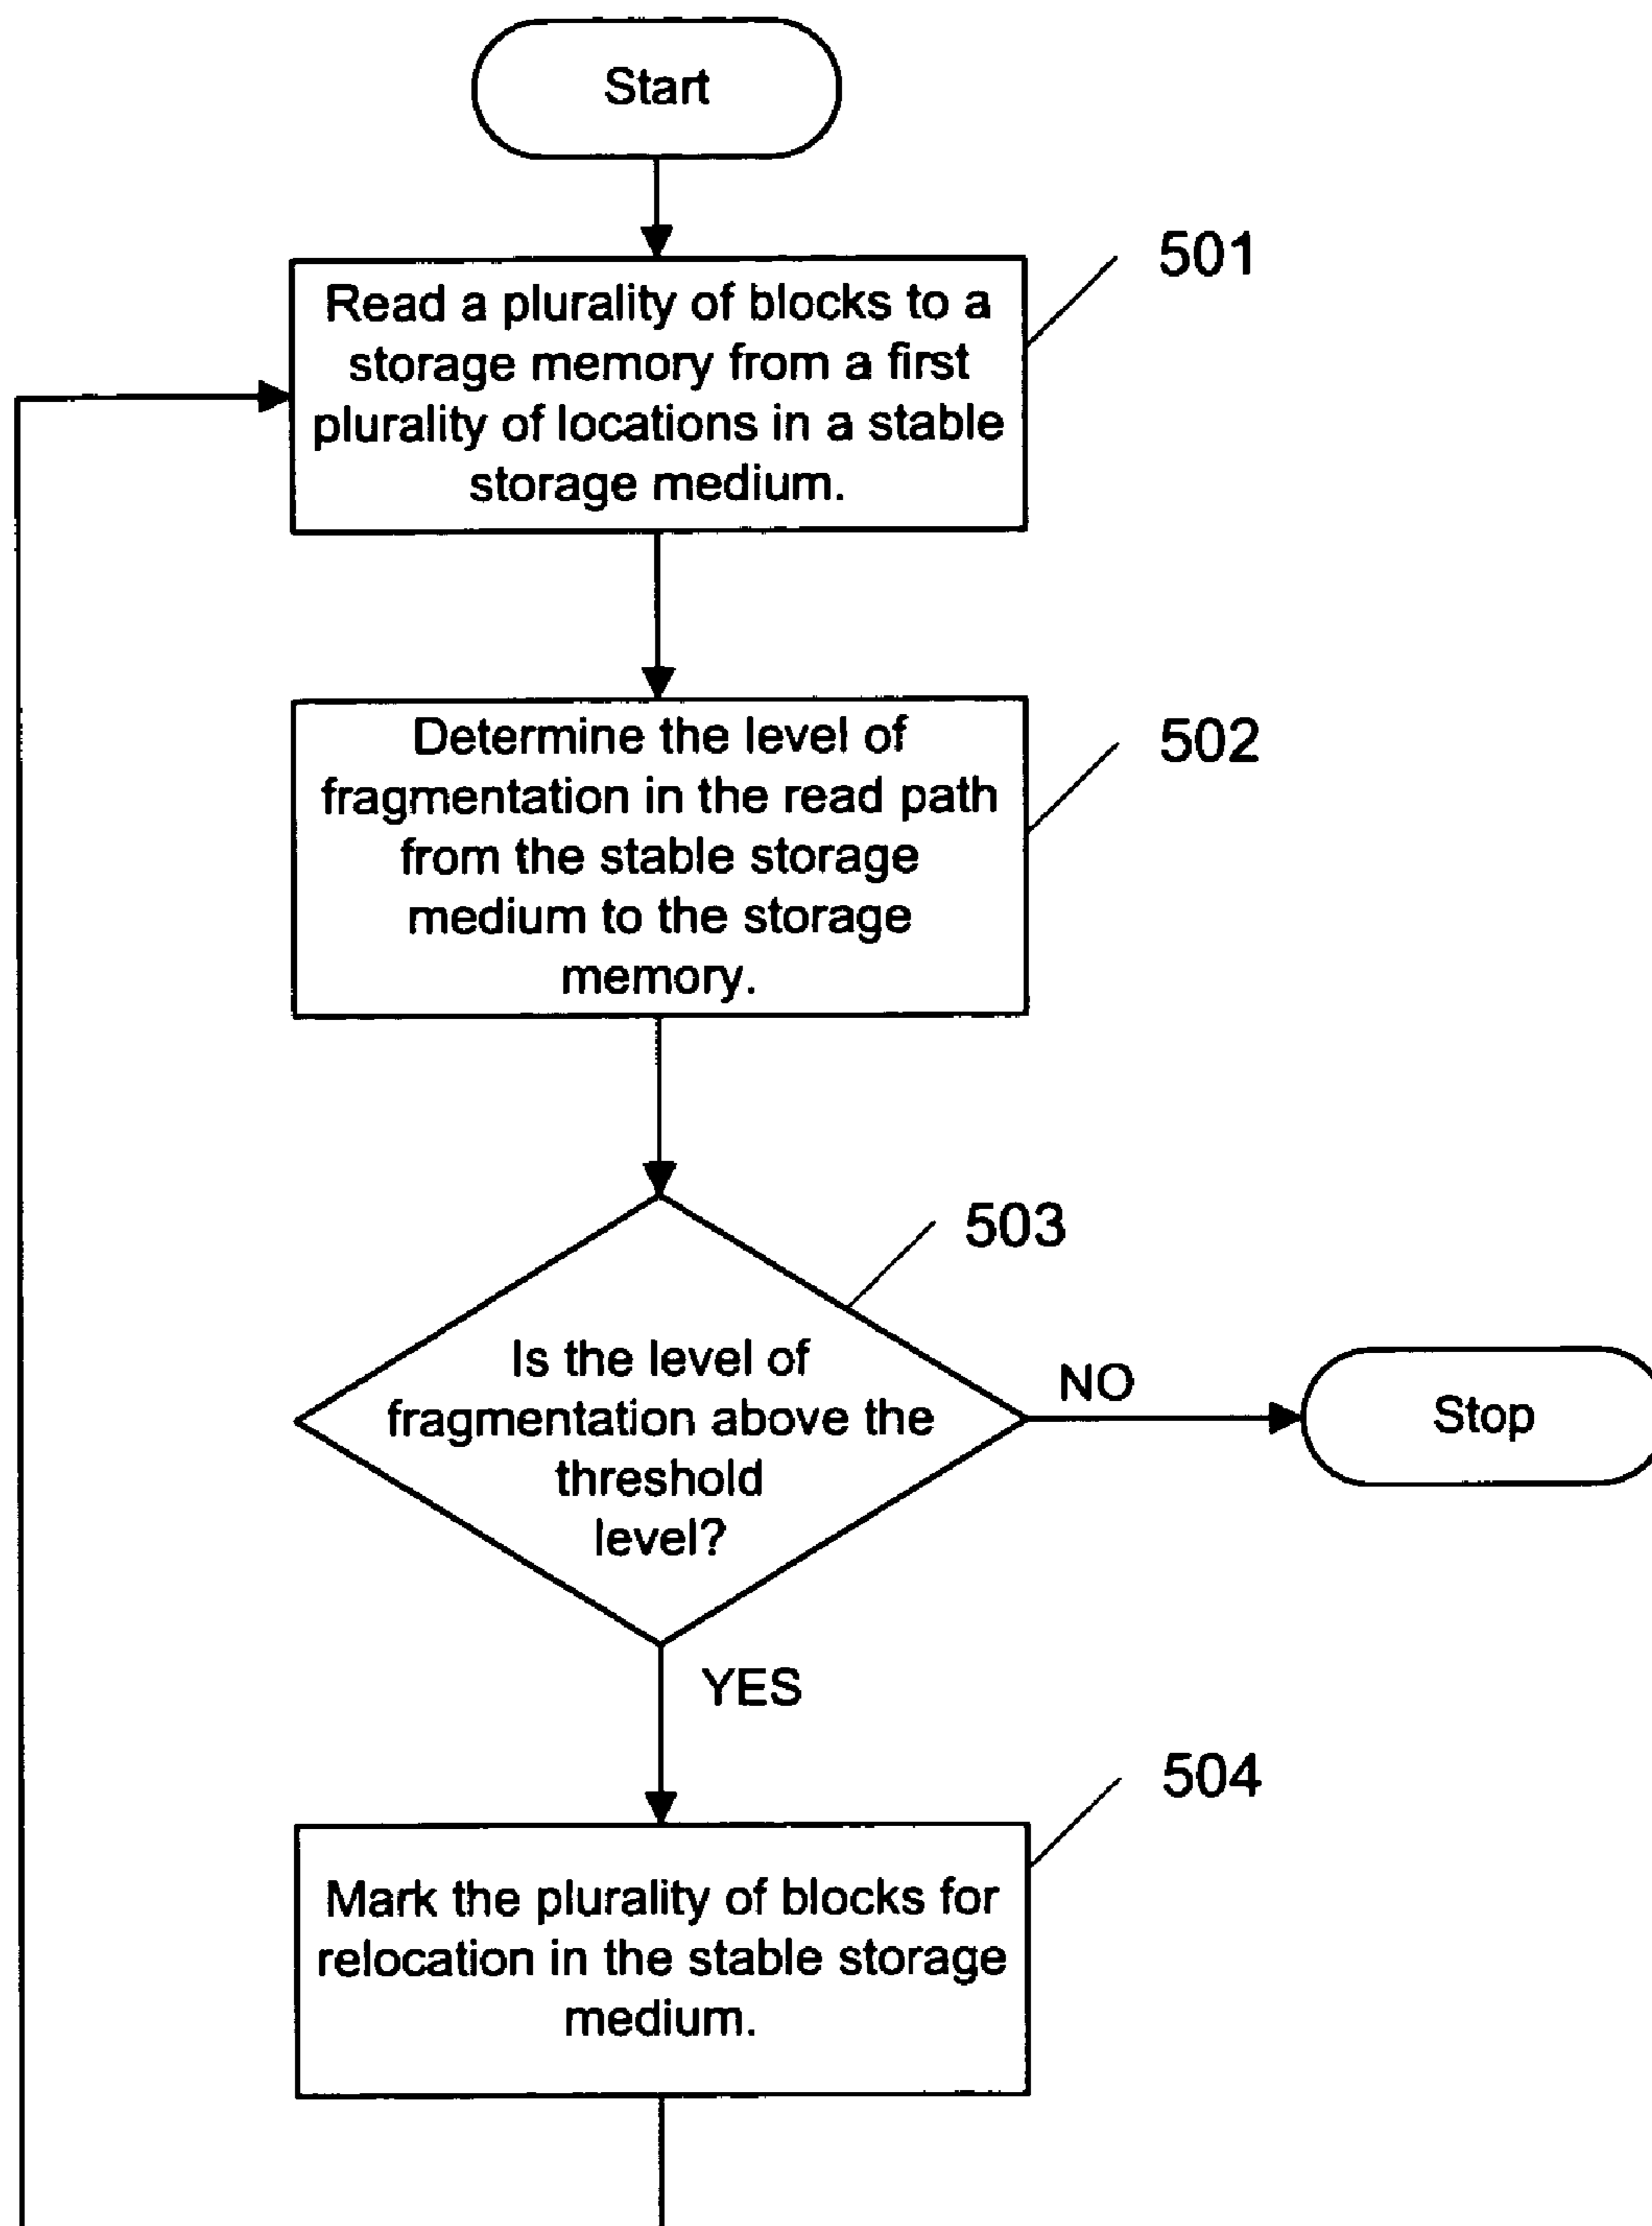 Start
501
Read a plurality of blocks to a
storage memory from a first
plurality of locations in a stable
storage medium.
502
Determine the level of
fragmentation in the read path
from the stable storage
medium to the storage
memory.
503
Is the level of
fragmentation above the
threshold
level?
NO
Stop
YES
504
Mark the plurality of blocks for
relocation in the stable storage
medium.